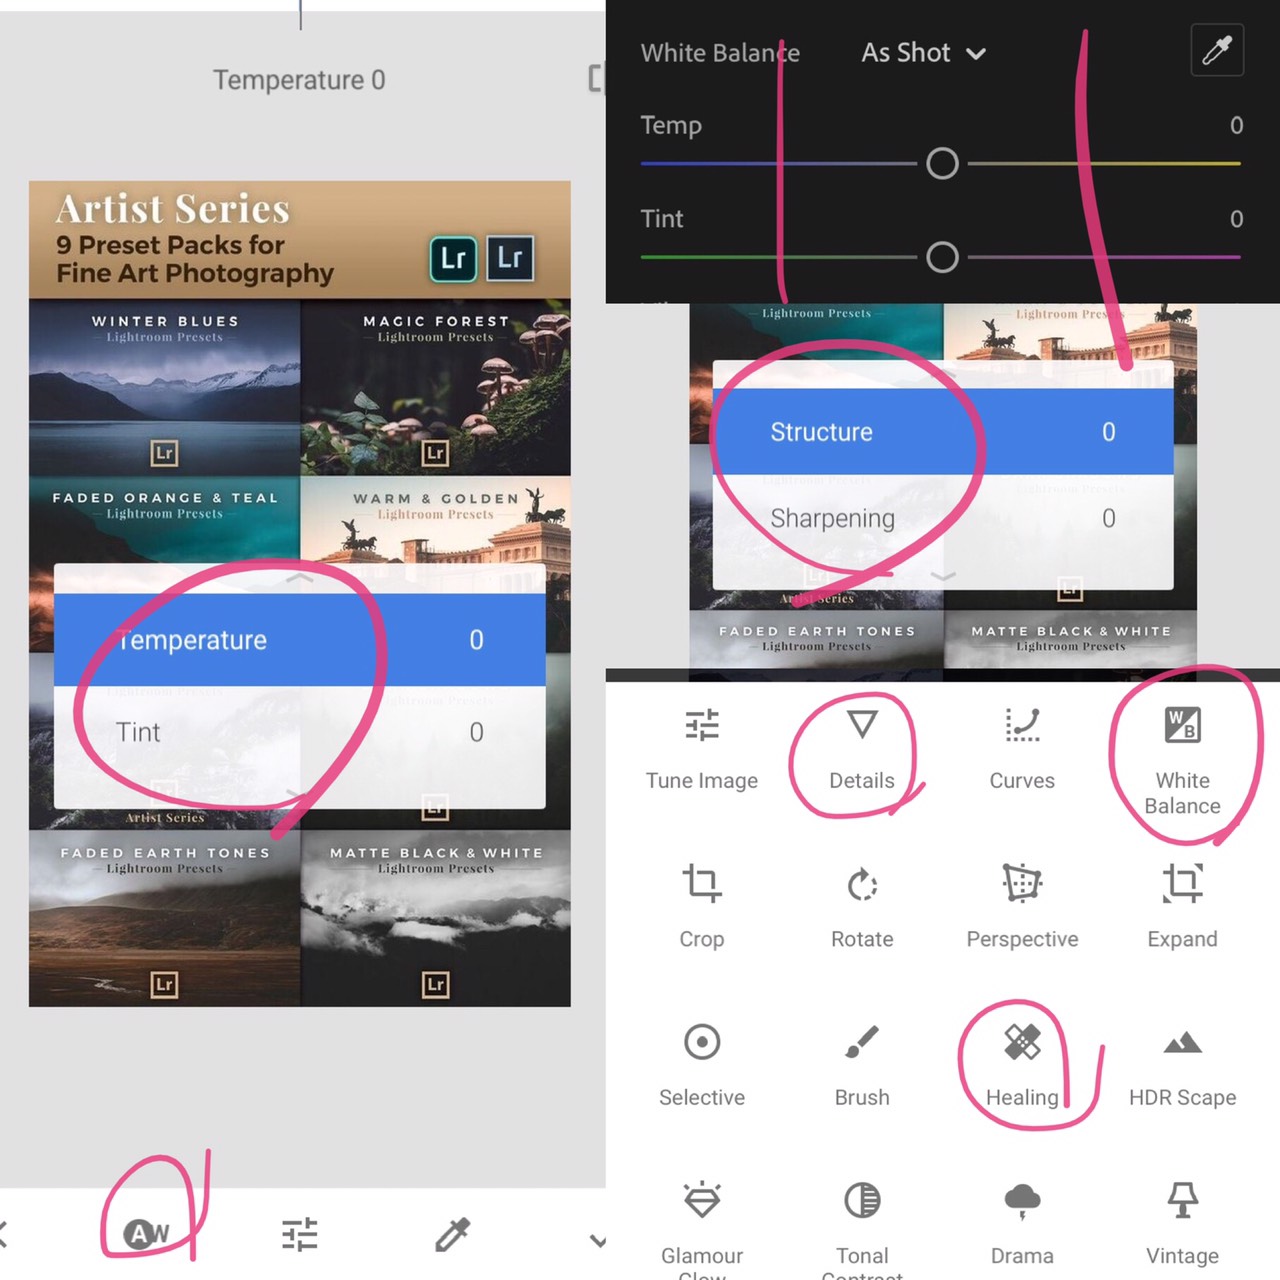 Temperature 0
Artist Series
9 Preset Packs for
Fine Art Photography
Lr Lr
WINTER BLUES
Lightroom Presets
MAGIC FOREST
Lightroom Presets
Lr
Lr
FADED ORANGE & TEAL
Lightroom Presets
WARM & GOLDEN
Lightroom Presets
Temperature 0
Tint 0
Lr
Artist Series
FADED EARTH TONES
Lightroom Presets
MATTE BLACK & WHITE
Lightroom Presets
Lr
Lr
AW
White Balance As Shot
Temp 0
Tint 0
Lightroom Presets
Lightroom Presets
Structure 0
Sharpening 0
Lr
Artist Series
FADED EARTH TONES
Lightroom Presets
MATTE BLACK & WHITE
Lightroom Presets
WB
Tune Image
Details
Curves
White
Balance
Crop
Rotate
Perspective
Expand
Selective
Brush
Healing
HDR Scape
Glamour
Glow
Tonal
Contrast
Drama
Vintage